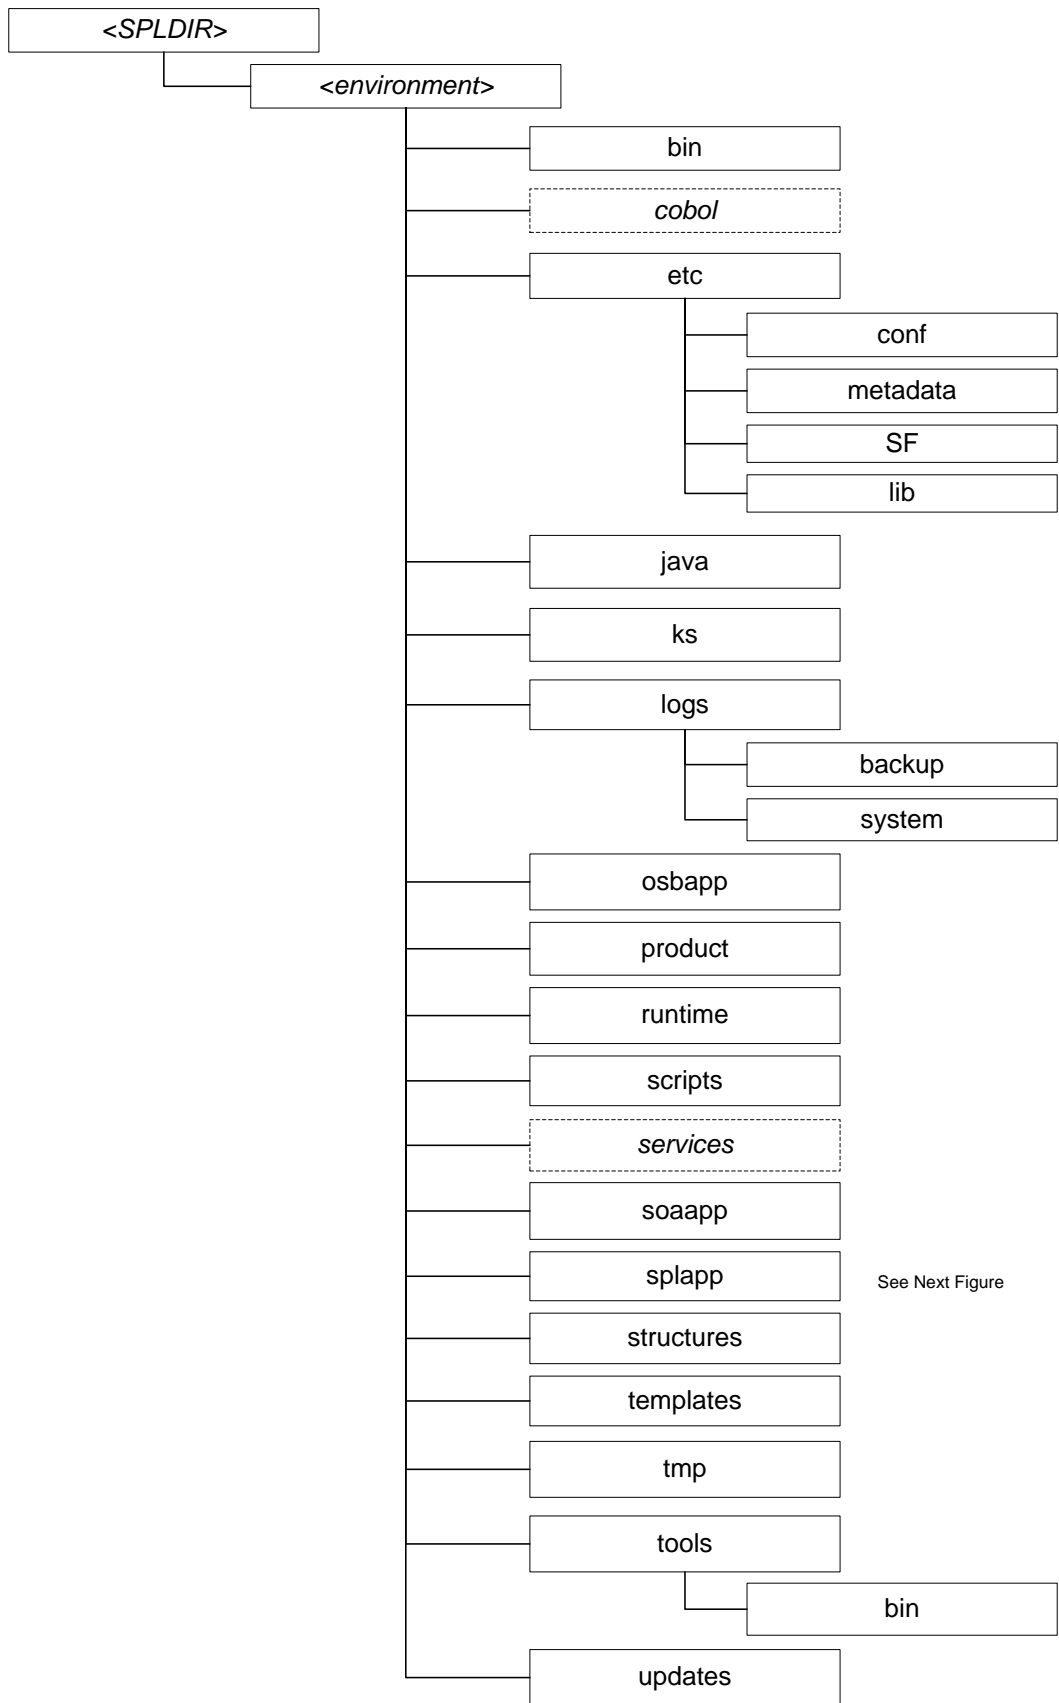 <SPLDIR>
<environment>
bin
cobol
etc
conf
metadata
SF
lib
java
ks
logs
backup
system
osbapp
product
runtime
scripts
services
soaapp
splapp
See Next Figure
structures
templates
tmp
tools
bin
updates